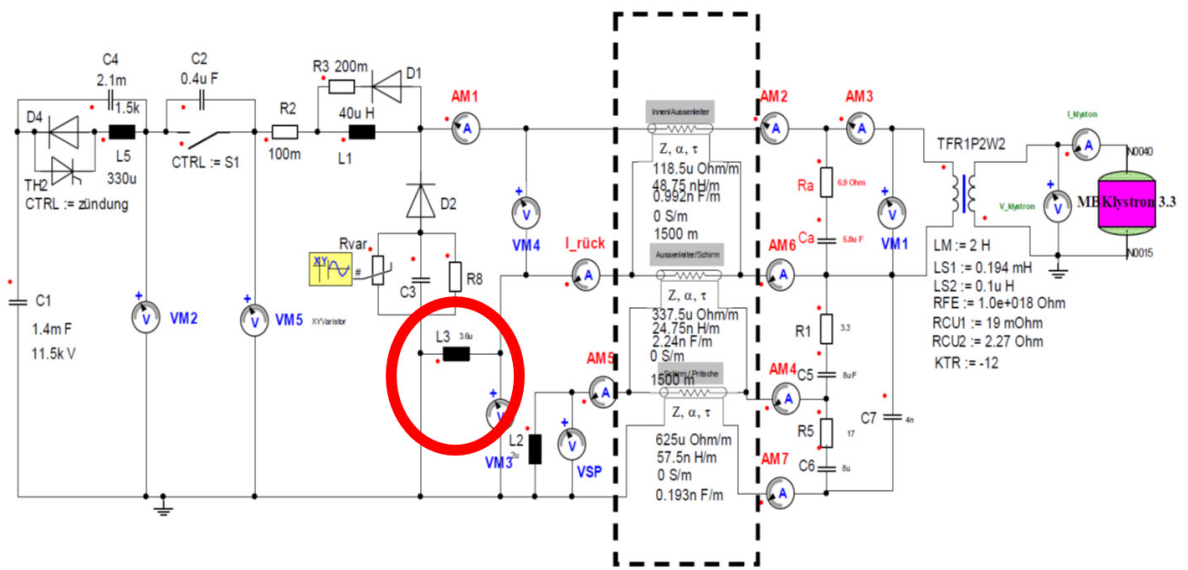 C4
2.1m
D4
1.5k
L5
330u
TH2
CTRL := zündung
C2
0.4u F
CTRL := S1
R2
100m
R3 200m
D1
40u H
L1
AM1
D2
Rvar
XY
#
XYVaristor
C3
R8
C1
1.4m F
11.5k V
+
V
VM2
+
V
VM5
+
V
VM4
I_rück
A
L3 3.6u
+
VM3
L2
2u
+
V
VSP
AM5
A
Innen/Aussenleiter
Z, α, τ
118.5u Ohm/m
48.75 nH/m
0.992n F/m
0 S/m
1500 m
Aussenleiter/Schirm
Z, α, τ
337.5u Ohm/m
24.75n H/m
2.24n F/m
0 S/m
1500 m
Schirm / Pritsche
Z, α, τ
625u Ohm/m
57.5n H/m
0 S/m
0.193n F/m
AM2
A
AM3
A
Ra 6.9 Ohm
Ca 5.8u F
AM6
A
+
V
VM1
R1 3.3
C5 8u F
AM4
A
R5 17
C6 8u
AM7
A
C7 4n
TFR1P2W2
LM := 2 H
LS1 := 0.194 mH
LS2 := 0.1u H
RFE := 1.0e+018 Ohm
RCU1 := 19 mOhm
RCU2 := 2.27 Ohm
KTR := -12
I_klyston
A
+
V
V_klystron
N0040
MBKlystron 3.3
N0015